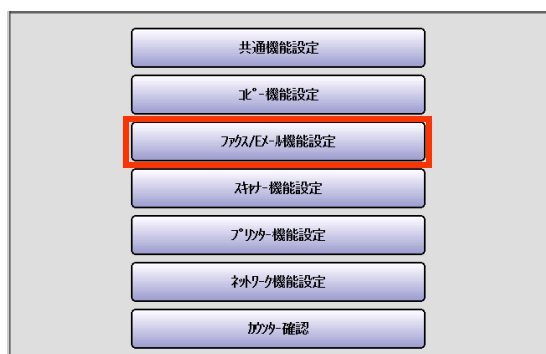 共通機能設定
ｺﾋﾟｰ機能設定
ﾌｧｸｽ/Eﾒｰﾙ機能設定
ｽｷｬﾅｰ機能設定
ﾌﾟﾘﾝﾀｰ機能設定
ﾈｯﾄﾜｰｸ機能設定
ｶｳﾝﾀｰ確認